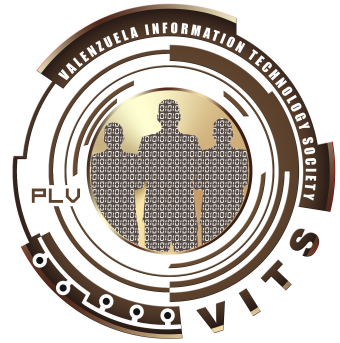 VALENZUELA INFORMATION TECHNOLOGY SOCIETY
PLV
VITS